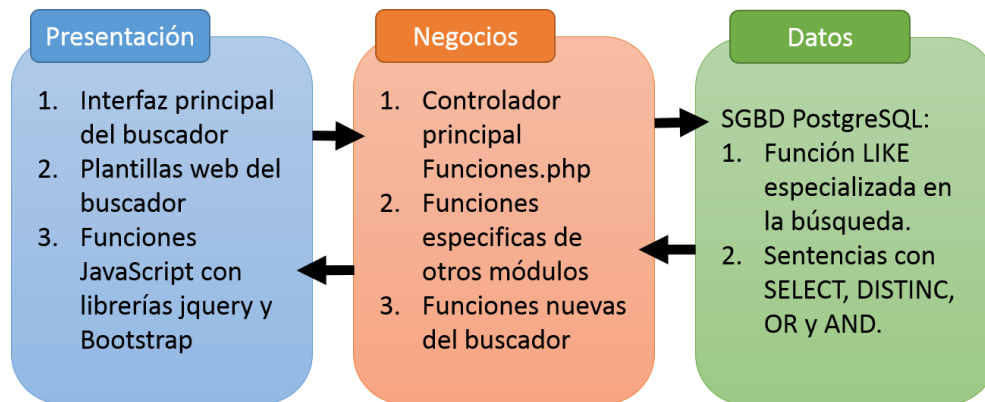 Presentación
1. Interfaz principal
del buscador
2. Plantillas web del
buscador
3. Funciones
JavaScript con
librerías jquery y
Bootstrap
Negocios
1. Controlador
principal
Funciones.php
2. Funciones
especificas de
otros módulos
3. Funciones nuevas
del buscador
Datos
SGBD PostgreSQL:
1. Función LIKE
especializada en
la búsqueda.
2. Sentencias con
SELECT, DISTINC,
OR y AND.